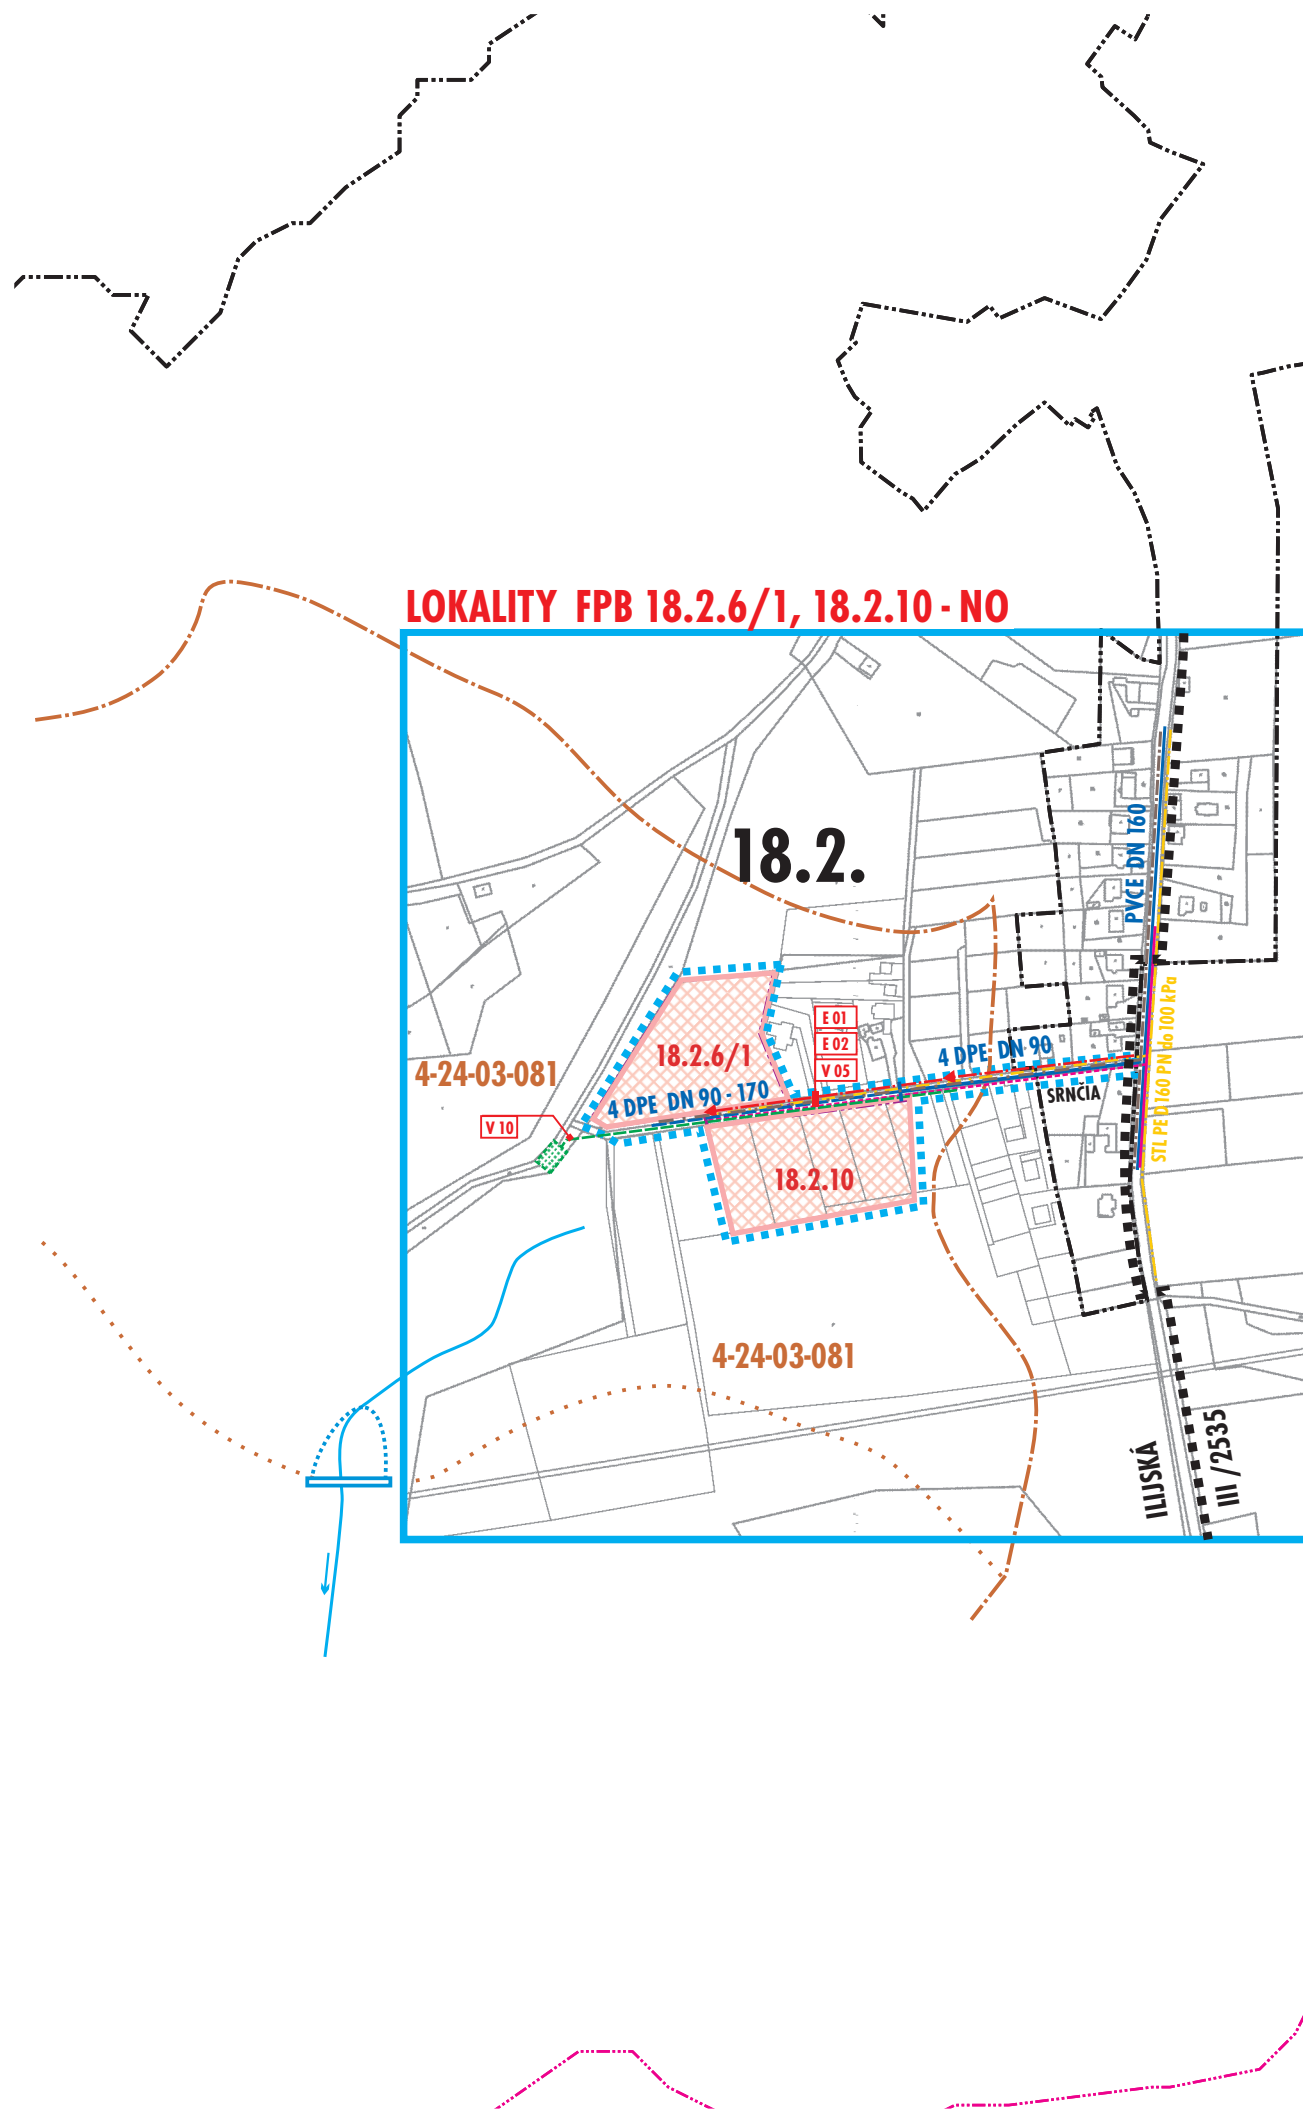 LOKALITY FPB 18.2.6/1, 18.2.10 - NO
18.2.
PVCE DN 160
STL PE D 160 PN do 100 kPa
E 01
E 02
V 05
18.2.6/1
4 DPE DN 90
4-24-03-081
4 DPE DN 90 - 170
SRNČIA
V 10
18.2.10
4-24-03-081
ILIJSKÁ
III /2535